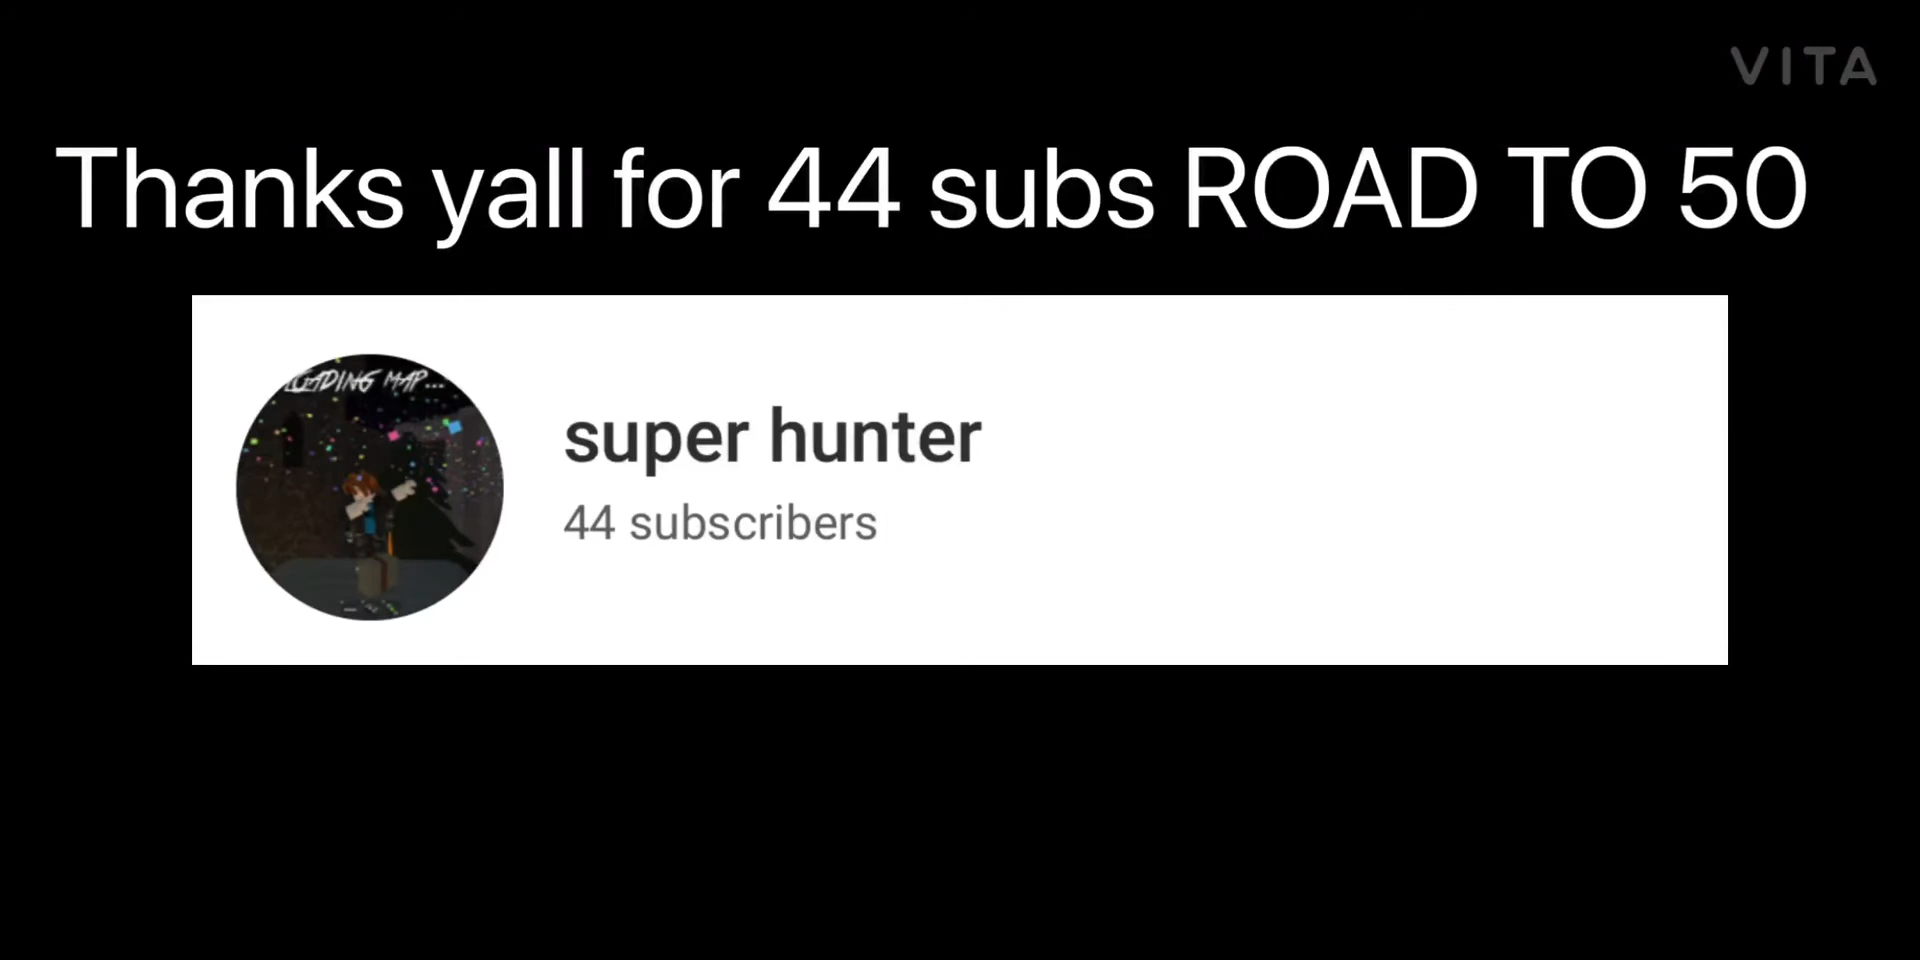 VITA
Thanks yall for 44 subs ROAD TO 50
LOADING MAP...
super hunter
44 subscribers